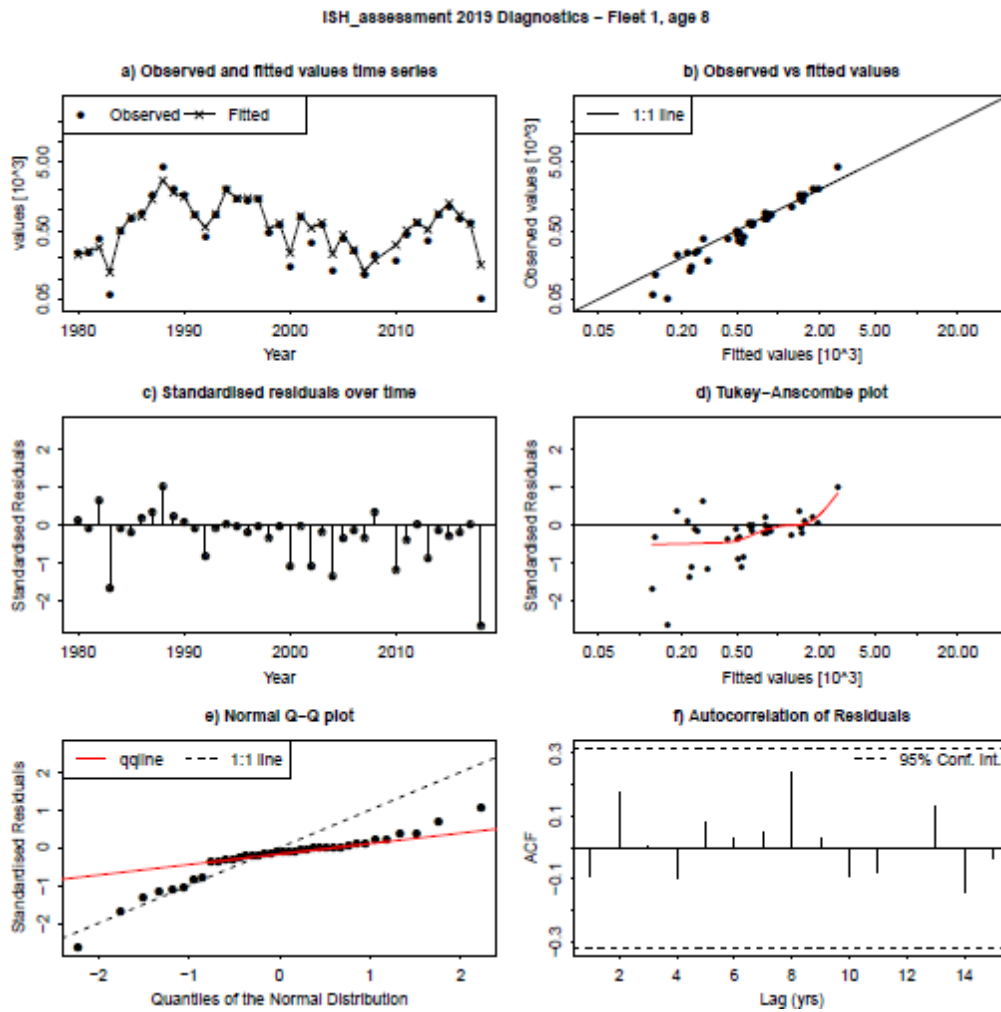 ISH_assessment 2019 Diagnostics – Fleet 1, age 8
a) Observed and fitted values time series
Observed Fitted
values [10^3]
0.05 0.50 5.00
1980 1990 2000 2010
Year
b) Observed vs fitted values
1:1 line
Observed values [10^3]
0.05 0.50 5.00
0.05 0.20 0.50 2.00 5.00 20.00
Fitted values [10^3]
c) Standardised residuals over time
Standardised Residuals
2
1
0
−1
−2
1980 1990 2000 2010
Year
d) Tukey−Anscombe plot
Standardised Residuals
2
1
0
−1
−2
0.05 0.20 0.50 2.00 5.00 20.00
Fitted values [10^3]
e) Normal Q−Q plot
qqline 1:1 line
Standardised Residuals
2
1
0
−1
−2
−2 −1 0 1 2
Quantiles of the Normal Distribution
f) Autocorrelation of Residuals
95% Conf. Int.
ACF
0.3
0.1
−0.1
−0.3
2 4 6 8 10 12 14
Lag (yrs)